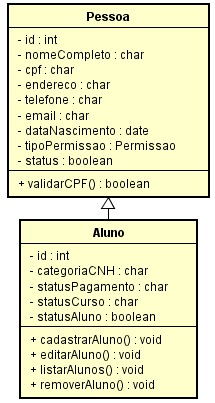 Pessoa
- id : int
- nomeCompleto : char
- cpf : char
- endereco : char
- telefone : char
- email : char
- dataNascimento : date
- tipoPermissao : Permissao
- status : boolean
+ validarCPF() : boolean
Aluno
- id : int
- categoriaCNH : char
- statusPagamento : char
- statusCurso : char
- statusAluno : boolean
+ cadastrarAluno() : void
+ editarAluno() : void
+ listarAlunos() : void
+ removerAluno() : void